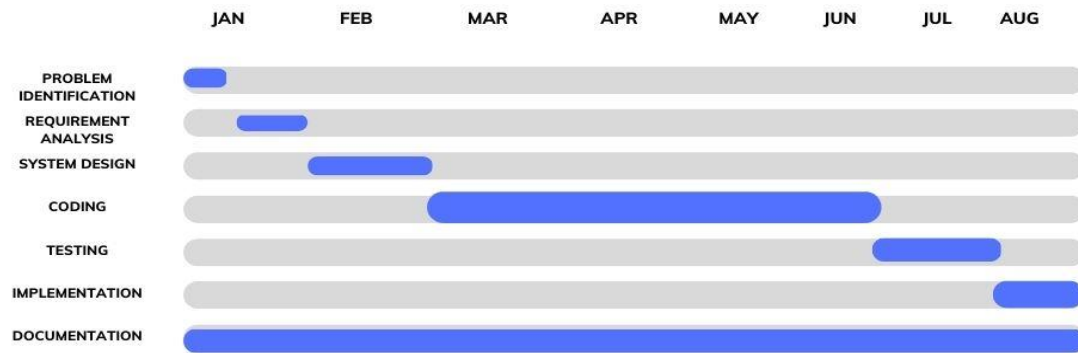 JAN FEB MAR APR MAY JUN JUL AUG
PROBLEM
IDENTIFICATION
REQUIREMENT
ANALYSIS
SYSTEM DESIGN
CODING
TESTING
IMPLEMENTATION
DOCUMENTATION